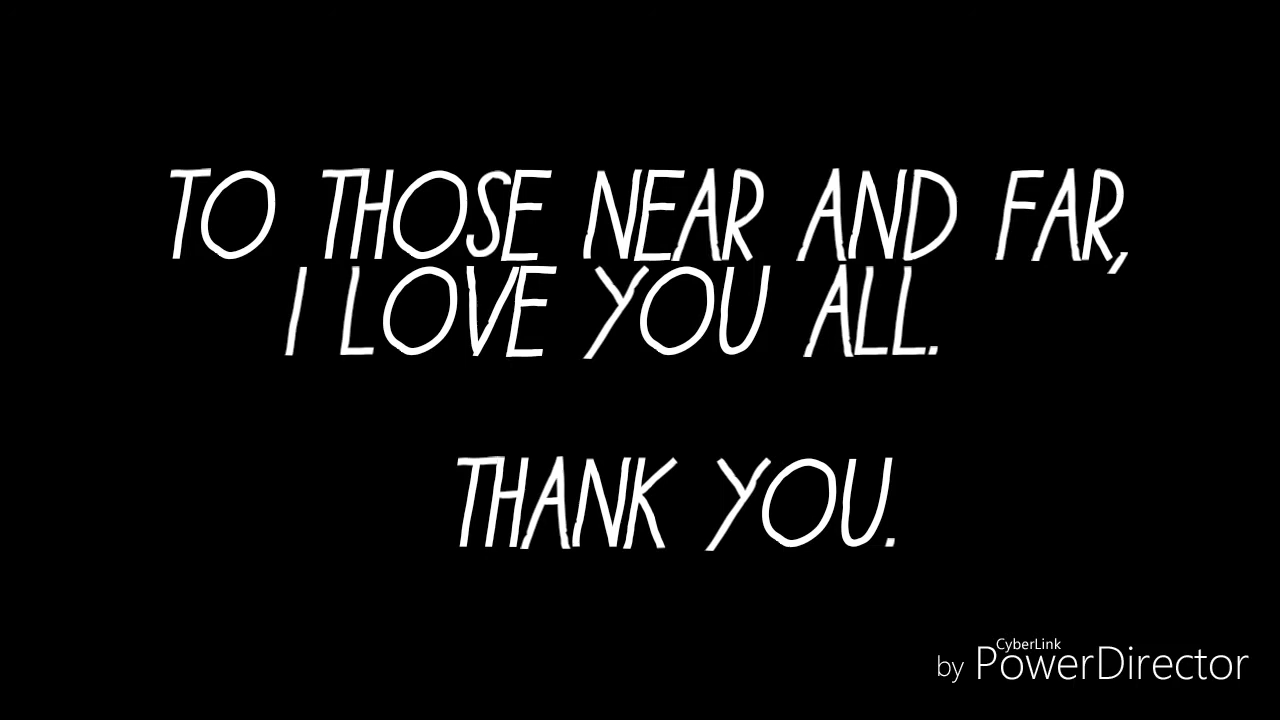 TO THOSE NEAR AND FAR,
I LOVE YOU ALL.
THANK YOU.
CyberLink
by PowerDirector